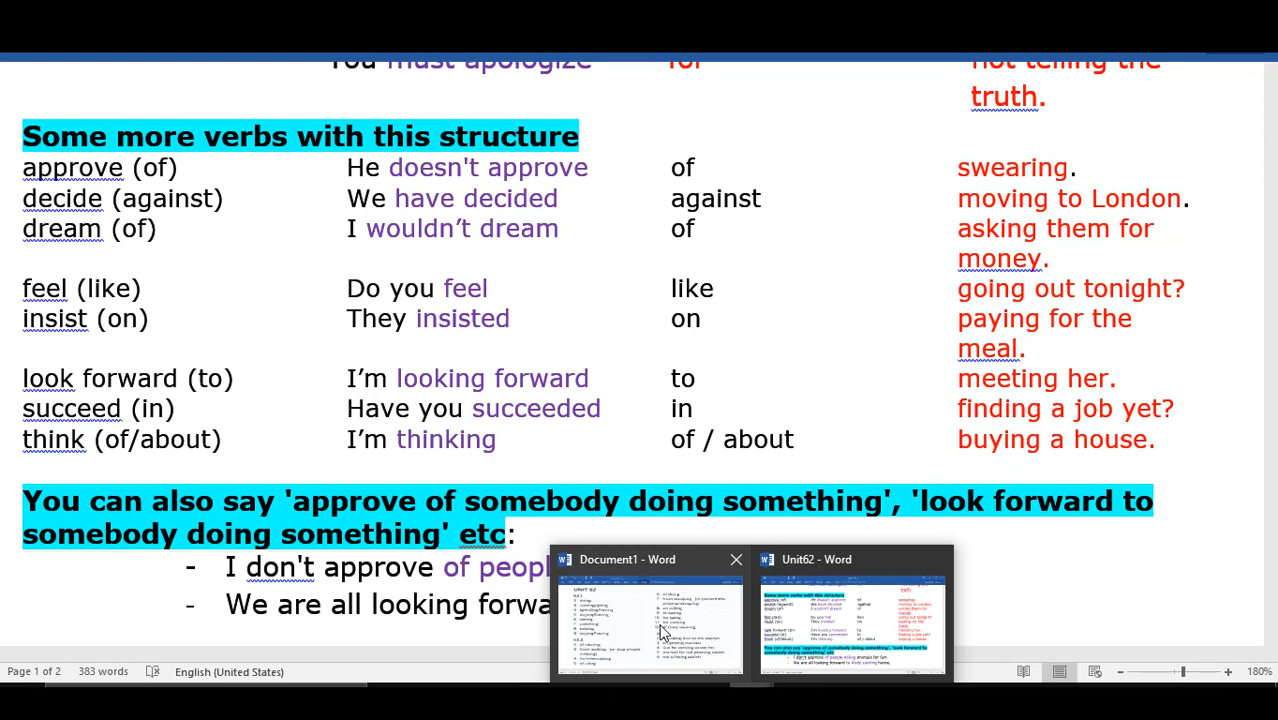 You must apologize for not telling the
truth.
Some more verbs with this structure
approve (of) He doesn't approve of swearing.
decide (against) We have decided against moving to London.
dream (of) I wouldn’t dream of asking them for
money.
feel (like) Do you feel like going out tonight?
insist (on) They insisted on paying for the
meal.
look forward (to) I’m looking forward to meeting her.
succeed (in) Have you succeeded in finding a job yet?
think (of/about) I’m thinking of / about buying a house.
You can also say 'approve of somebody doing something', 'look forward to
somebody doing something' etc:
- I don't approve of peop
- We are all looking forwa
Document1 - Word
Unit62 - Word
UNIT 62
Page 1 of 2 383 words English (United States) 180%